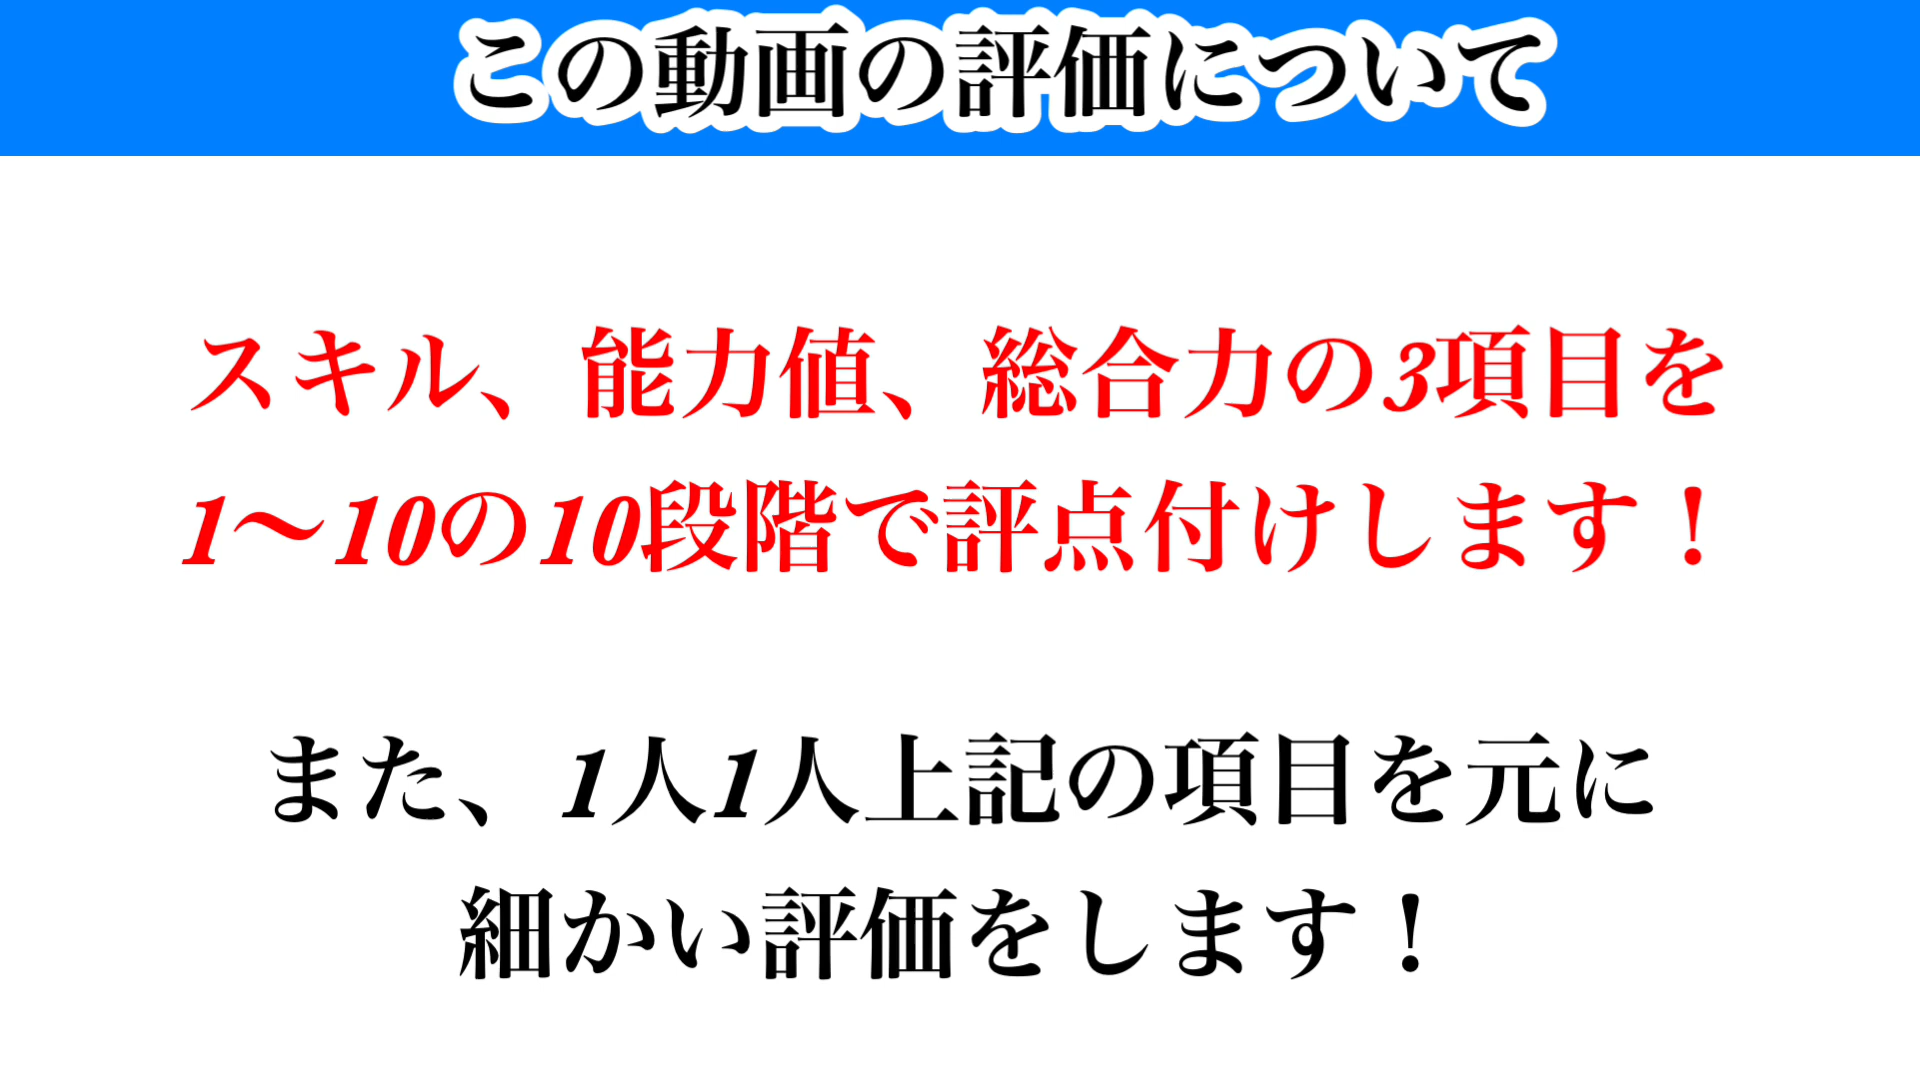 この動画の評価について
スキル、能力値、総合力の3項目を
1〜10の10段階で評点付けします！
また、1人1人上記の項目を元に
細かい評価をします！